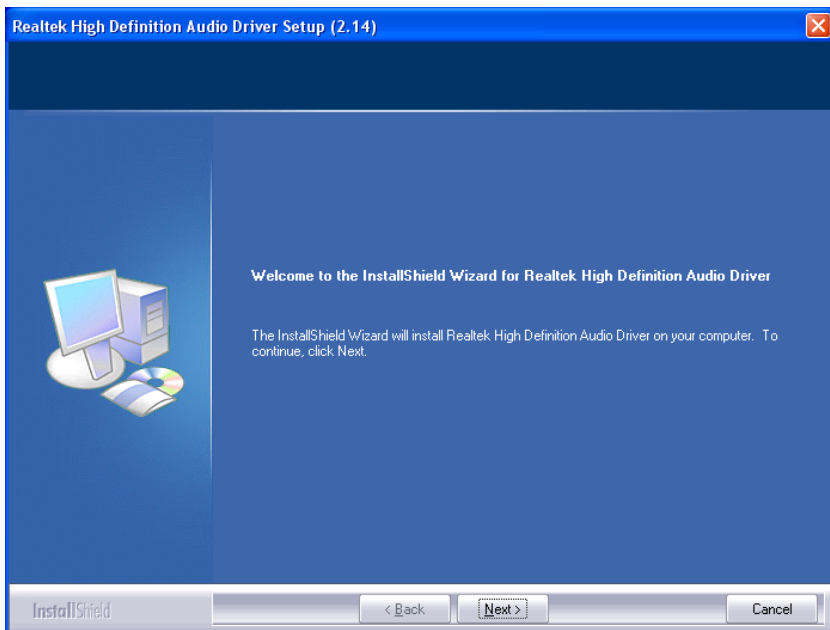 Realtek High Definition Audio Driver Setup (2.14)
Welcome to the InstallShield Wizard for Realtek High Definition Audio Driver
The InstallShield Wizard will install Realtek High Definition Audio Driver on your computer.  To
continue, click Next.
InstallShield
< Back
Next >
Cancel